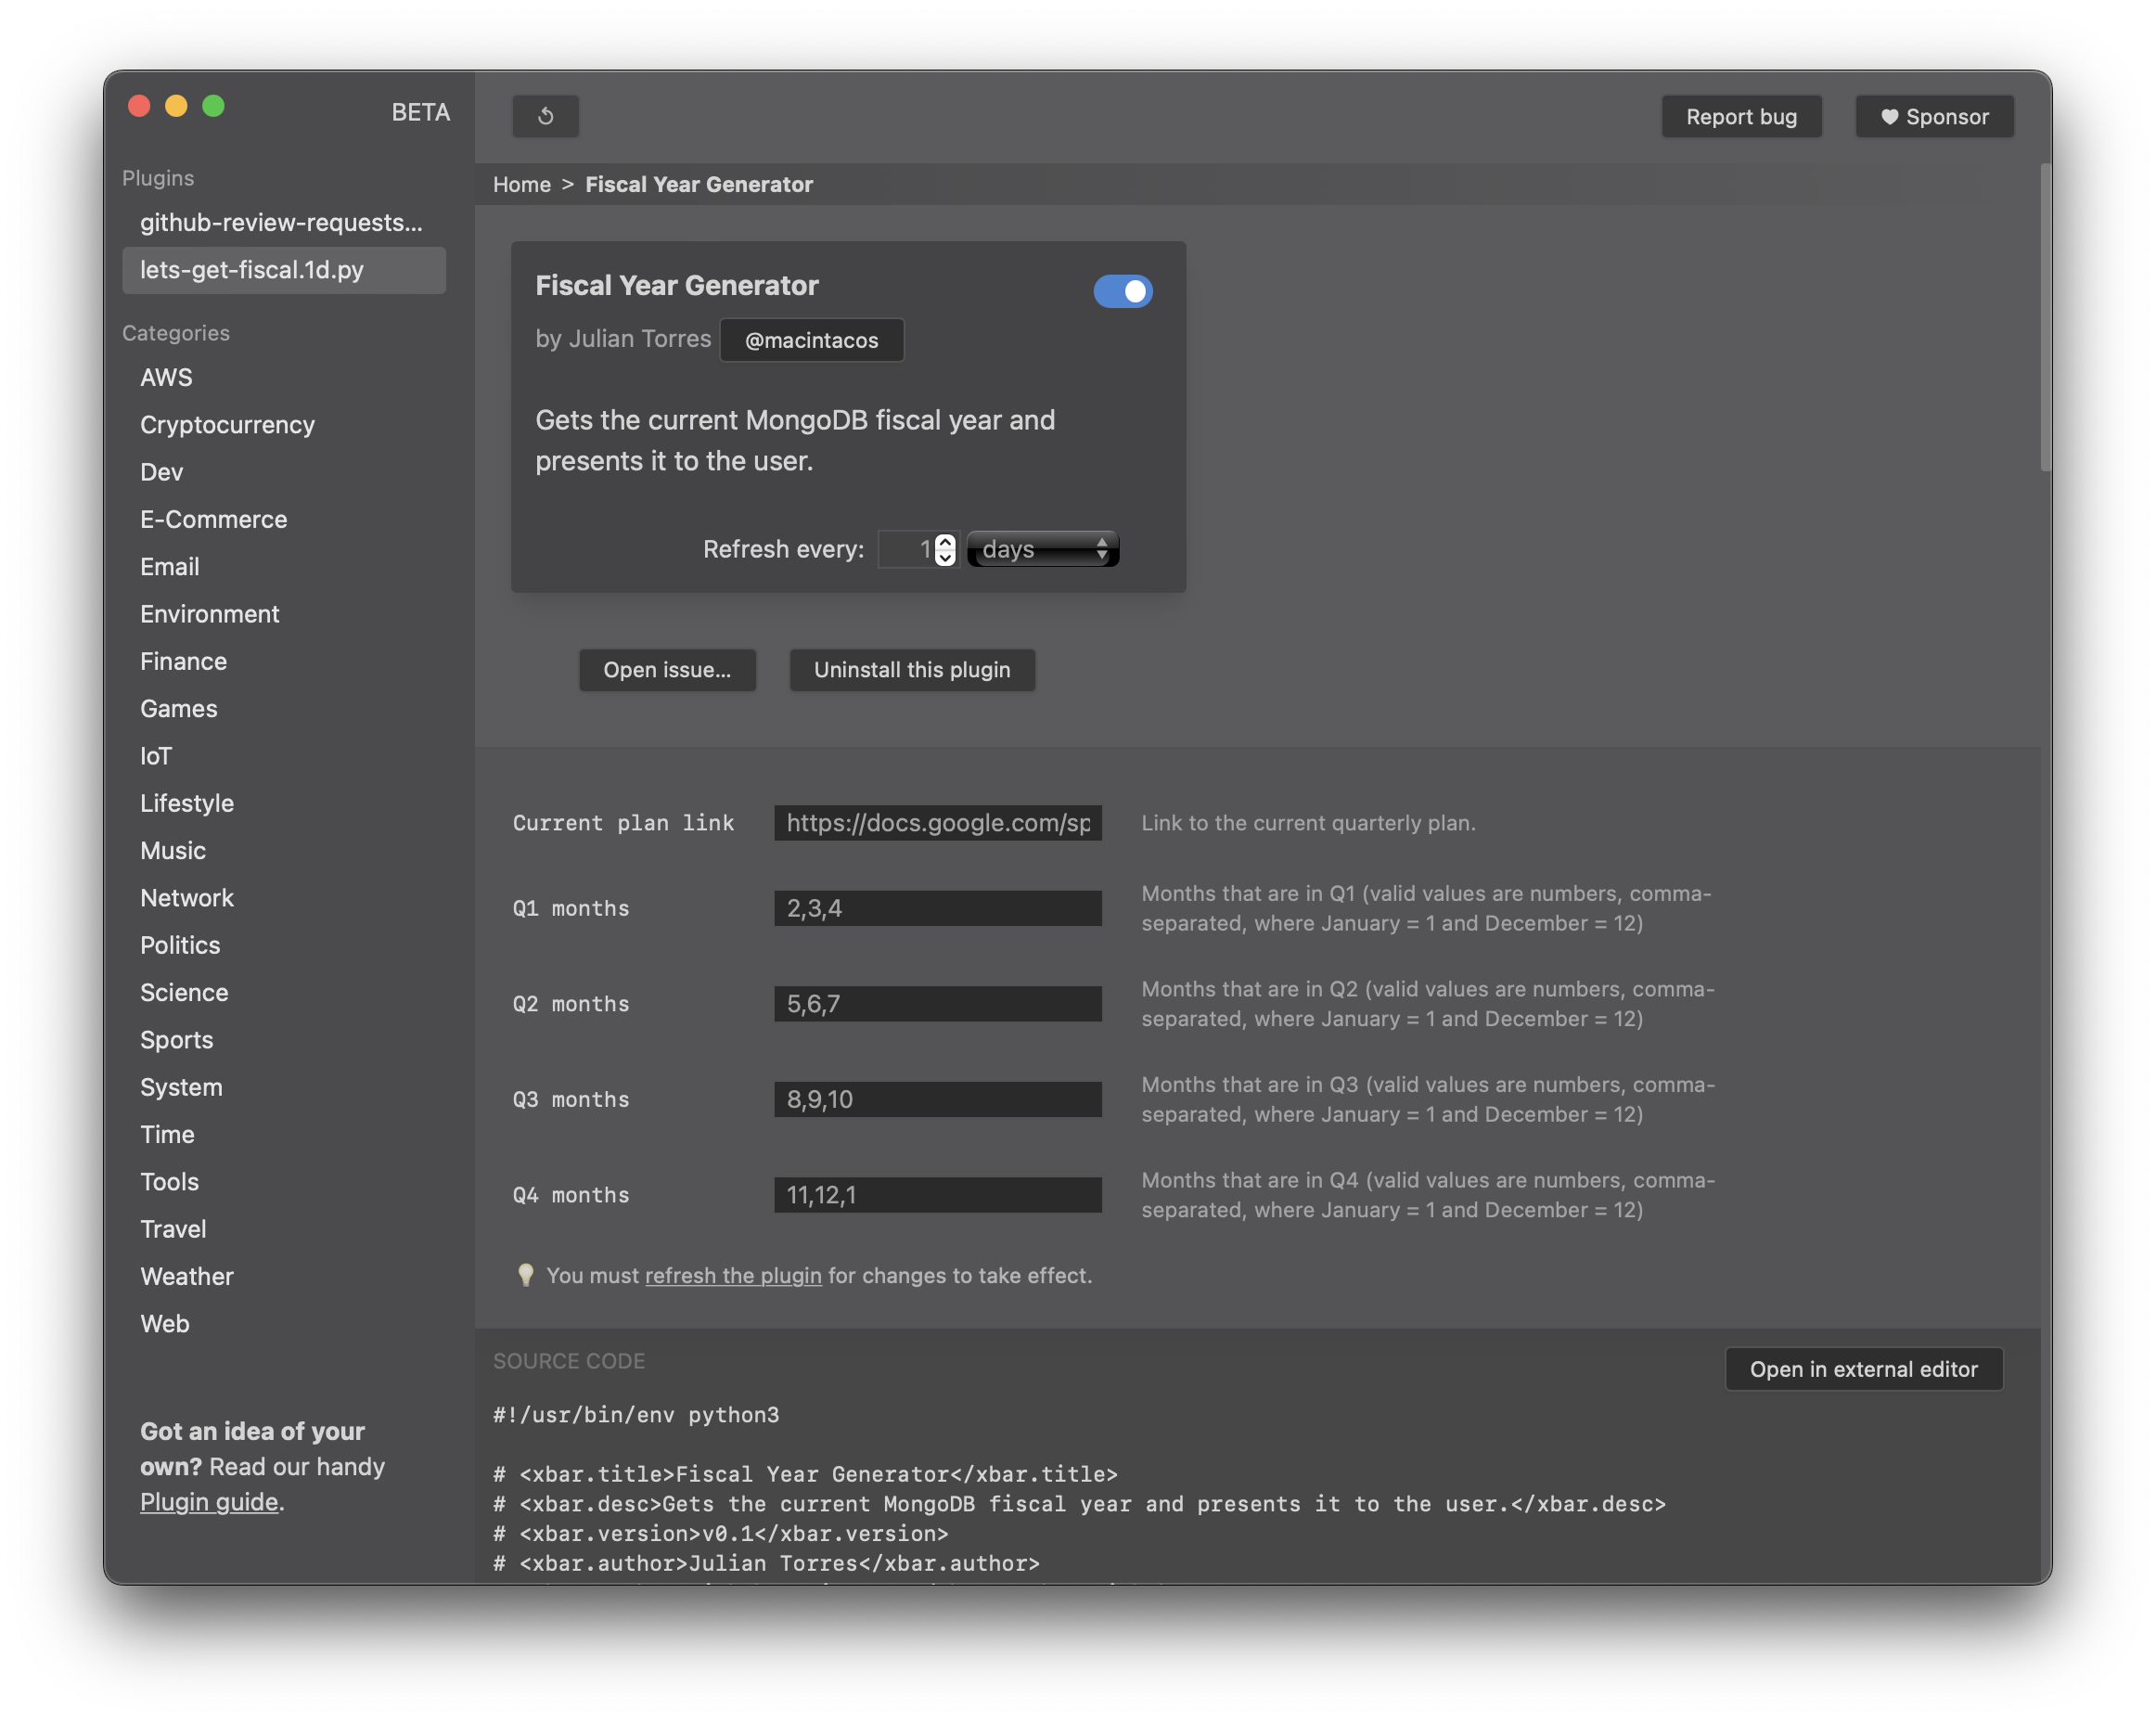 BETA
Plugins
github-review-requests...
lets-get-fiscal.1d.py
Categories
AWS
Cryptocurrency
Dev
E-Commerce
Email
Environment
Finance
Games
IoT
Lifestyle
Music
Network
Politics
Science
Sports
System
Time
Tools
Travel
Weather
Web
Got an idea of your
own? Read our handy
Plugin guide.
Report bug
Sponsor
Home > Fiscal Year Generator
Fiscal Year Generator
by Julian Torres @macintacos
Gets the current MongoDB fiscal year and
presents it to the user.
Refresh every: 1 days
Open issue...
Uninstall this plugin
Current plan link
https://docs.google.com/sp
Link to the current quarterly plan.
Q1 months
2,3,4
Months that are in Q1 (valid values are numbers, comma-
separated, where January = 1 and December = 12)
Q2 months
5,6,7
Months that are in Q2 (valid values are numbers, comma-
separated, where January = 1 and December = 12)
Q3 months
8,9,10
Months that are in Q3 (valid values are numbers, comma-
separated, where January = 1 and December = 12)
Q4 months
11,12,1
Months that are in Q4 (valid values are numbers, comma-
separated, where January = 1 and December = 12)
You must refresh the plugin for changes to take effect.
SOURCE CODE
Open in external editor
#!/usr/bin/env python3
# <xbar.title>Fiscal Year Generator</xbar.title>
# <xbar.desc>Gets the current MongoDB fiscal year and presents it to the user.</xbar.desc>
# <xbar.version>v0.1</xbar.version>
# <xbar.author>Julian Torres</xbar.author>